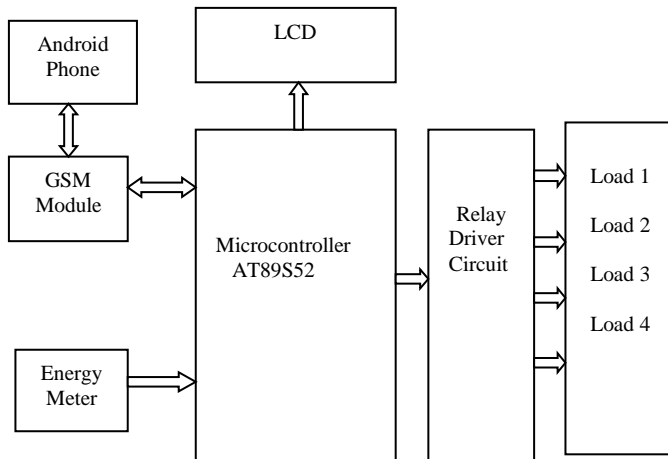 Android
Phone
LCD
GSM
Module
Microcontroller
AT89S52
Relay
Driver
Circuit
Load 1
Load 2
Load 3
Load 4
Energy
Meter